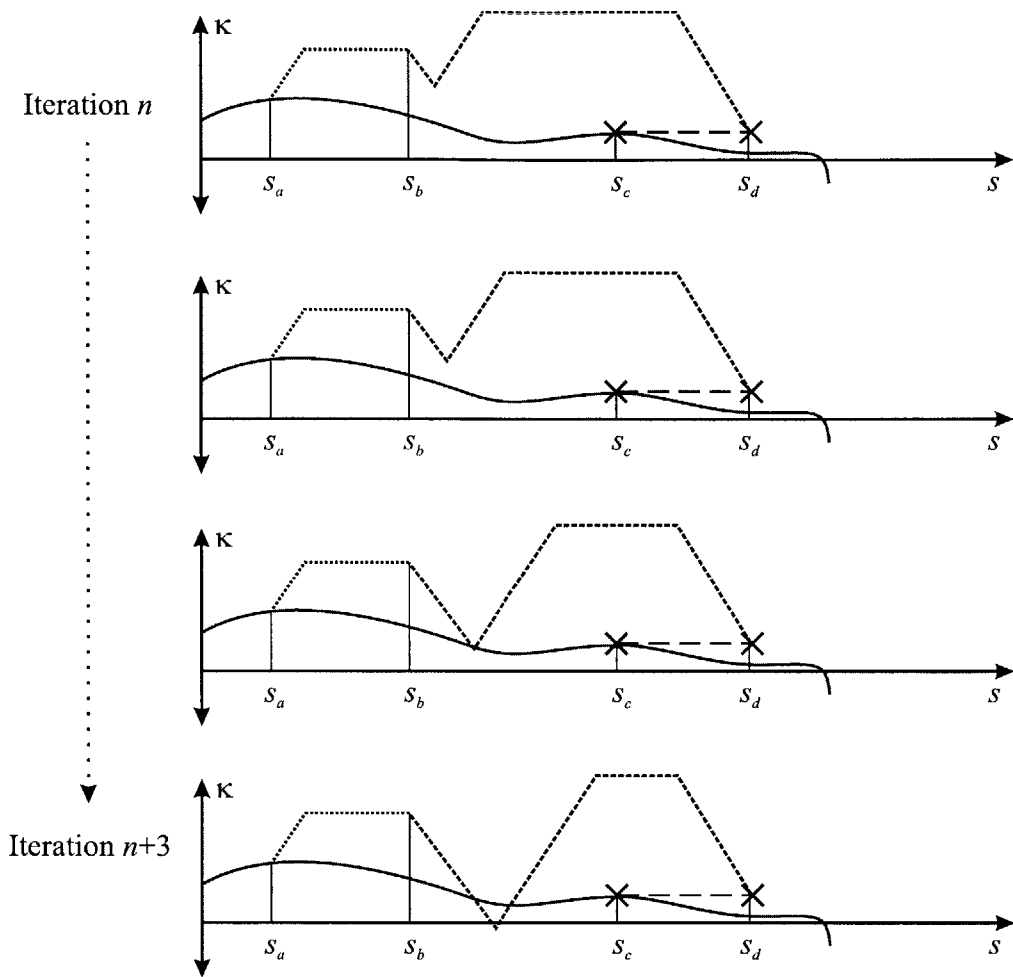 κ
Iteration n
s_a s_b s_c s_d s
κ
s_a s_b s_c s_d s
κ
s_a s_b s_c s_d s
κ
Iteration n+3
s_a s_b s_c s_d s